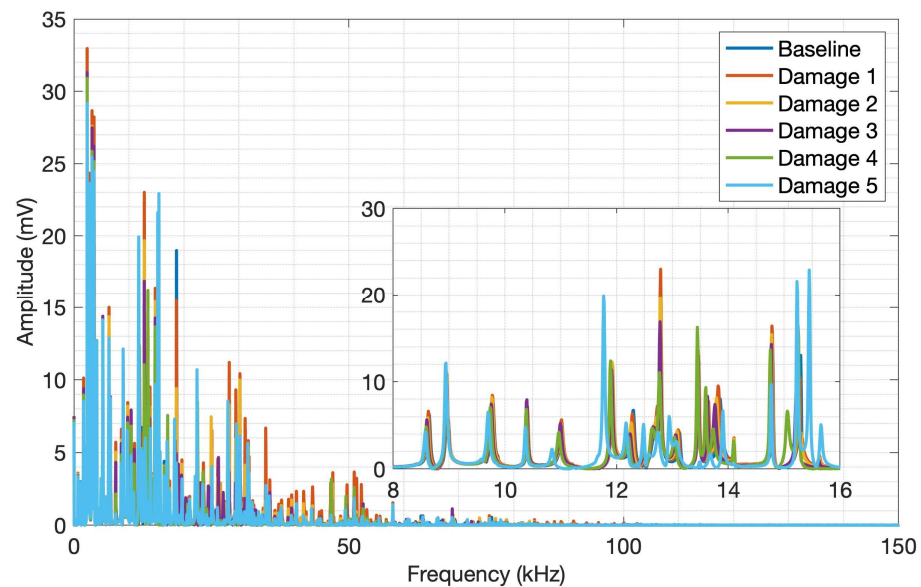 35
30
25
20
15
10
5
0
Amplitude (mV)
Baseline
Damage 1
Damage 2
Damage 3
Damage 4
Damage 5
30
20
10
0
8 10 12 14 16
0 50 100 150
Frequency (kHz)